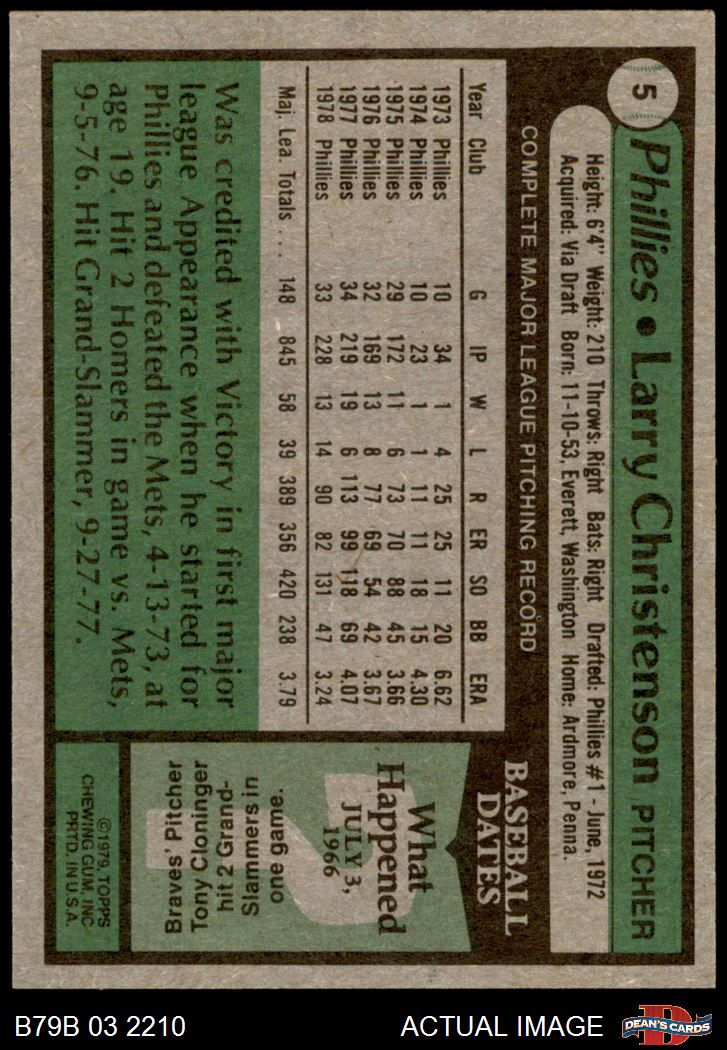 5
Phillies • Larry Christenson PITCHER
Height: 6'4" Weight: 210 Throws: Right Bats: Right Drafted: Phillies #1 - June, 1972
Acquired: Via Draft Born: 11-10-53, Everett, Washington Home: Ardmore, Penna.
COMPLETE MAJOR LEAGUE PITCHING RECORD
Year Club G IP W L R ER SO BB ERA
1973 Phillies 10 34 1 4 25 25 11 20 6.62
1974 Phillies 10 23 1 1 11 11 18 15 4.30
1975 Phillies 29 172 11 6 73 70 88 45 3.66
1976 Phillies 32 169 13 8 77 69 54 42 3.67
1977 Phillies 34 219 19 6 113 99 118 69 4.07
1978 Phillies 33 228 13 14 90 82 131 47 3.24
Maj. Lea. Totals . . . 148 845 58 39 389 356 420 238 3.79
Was credited with Victory in first major
league Appearance when he started for
Phillies and defeated the Mets, 4-13-73, at
age 19. Hit 2 Homers in game vs. Mets,
9-5-76. Hit Grand-Slammer, 9-27-77.
BASEBALL
DATES
What
Happened
JULY 3,
1966
2
Braves' Pitcher
Tony Cloninger
hit 2 Grand-
Slammers in
one game.
©1979, TOPPS
CHEWING GUM, INC
PRTD. IN U.S.A.
B79B 03 2210
ACTUAL IMAGE
D
DEAN'S CARDS